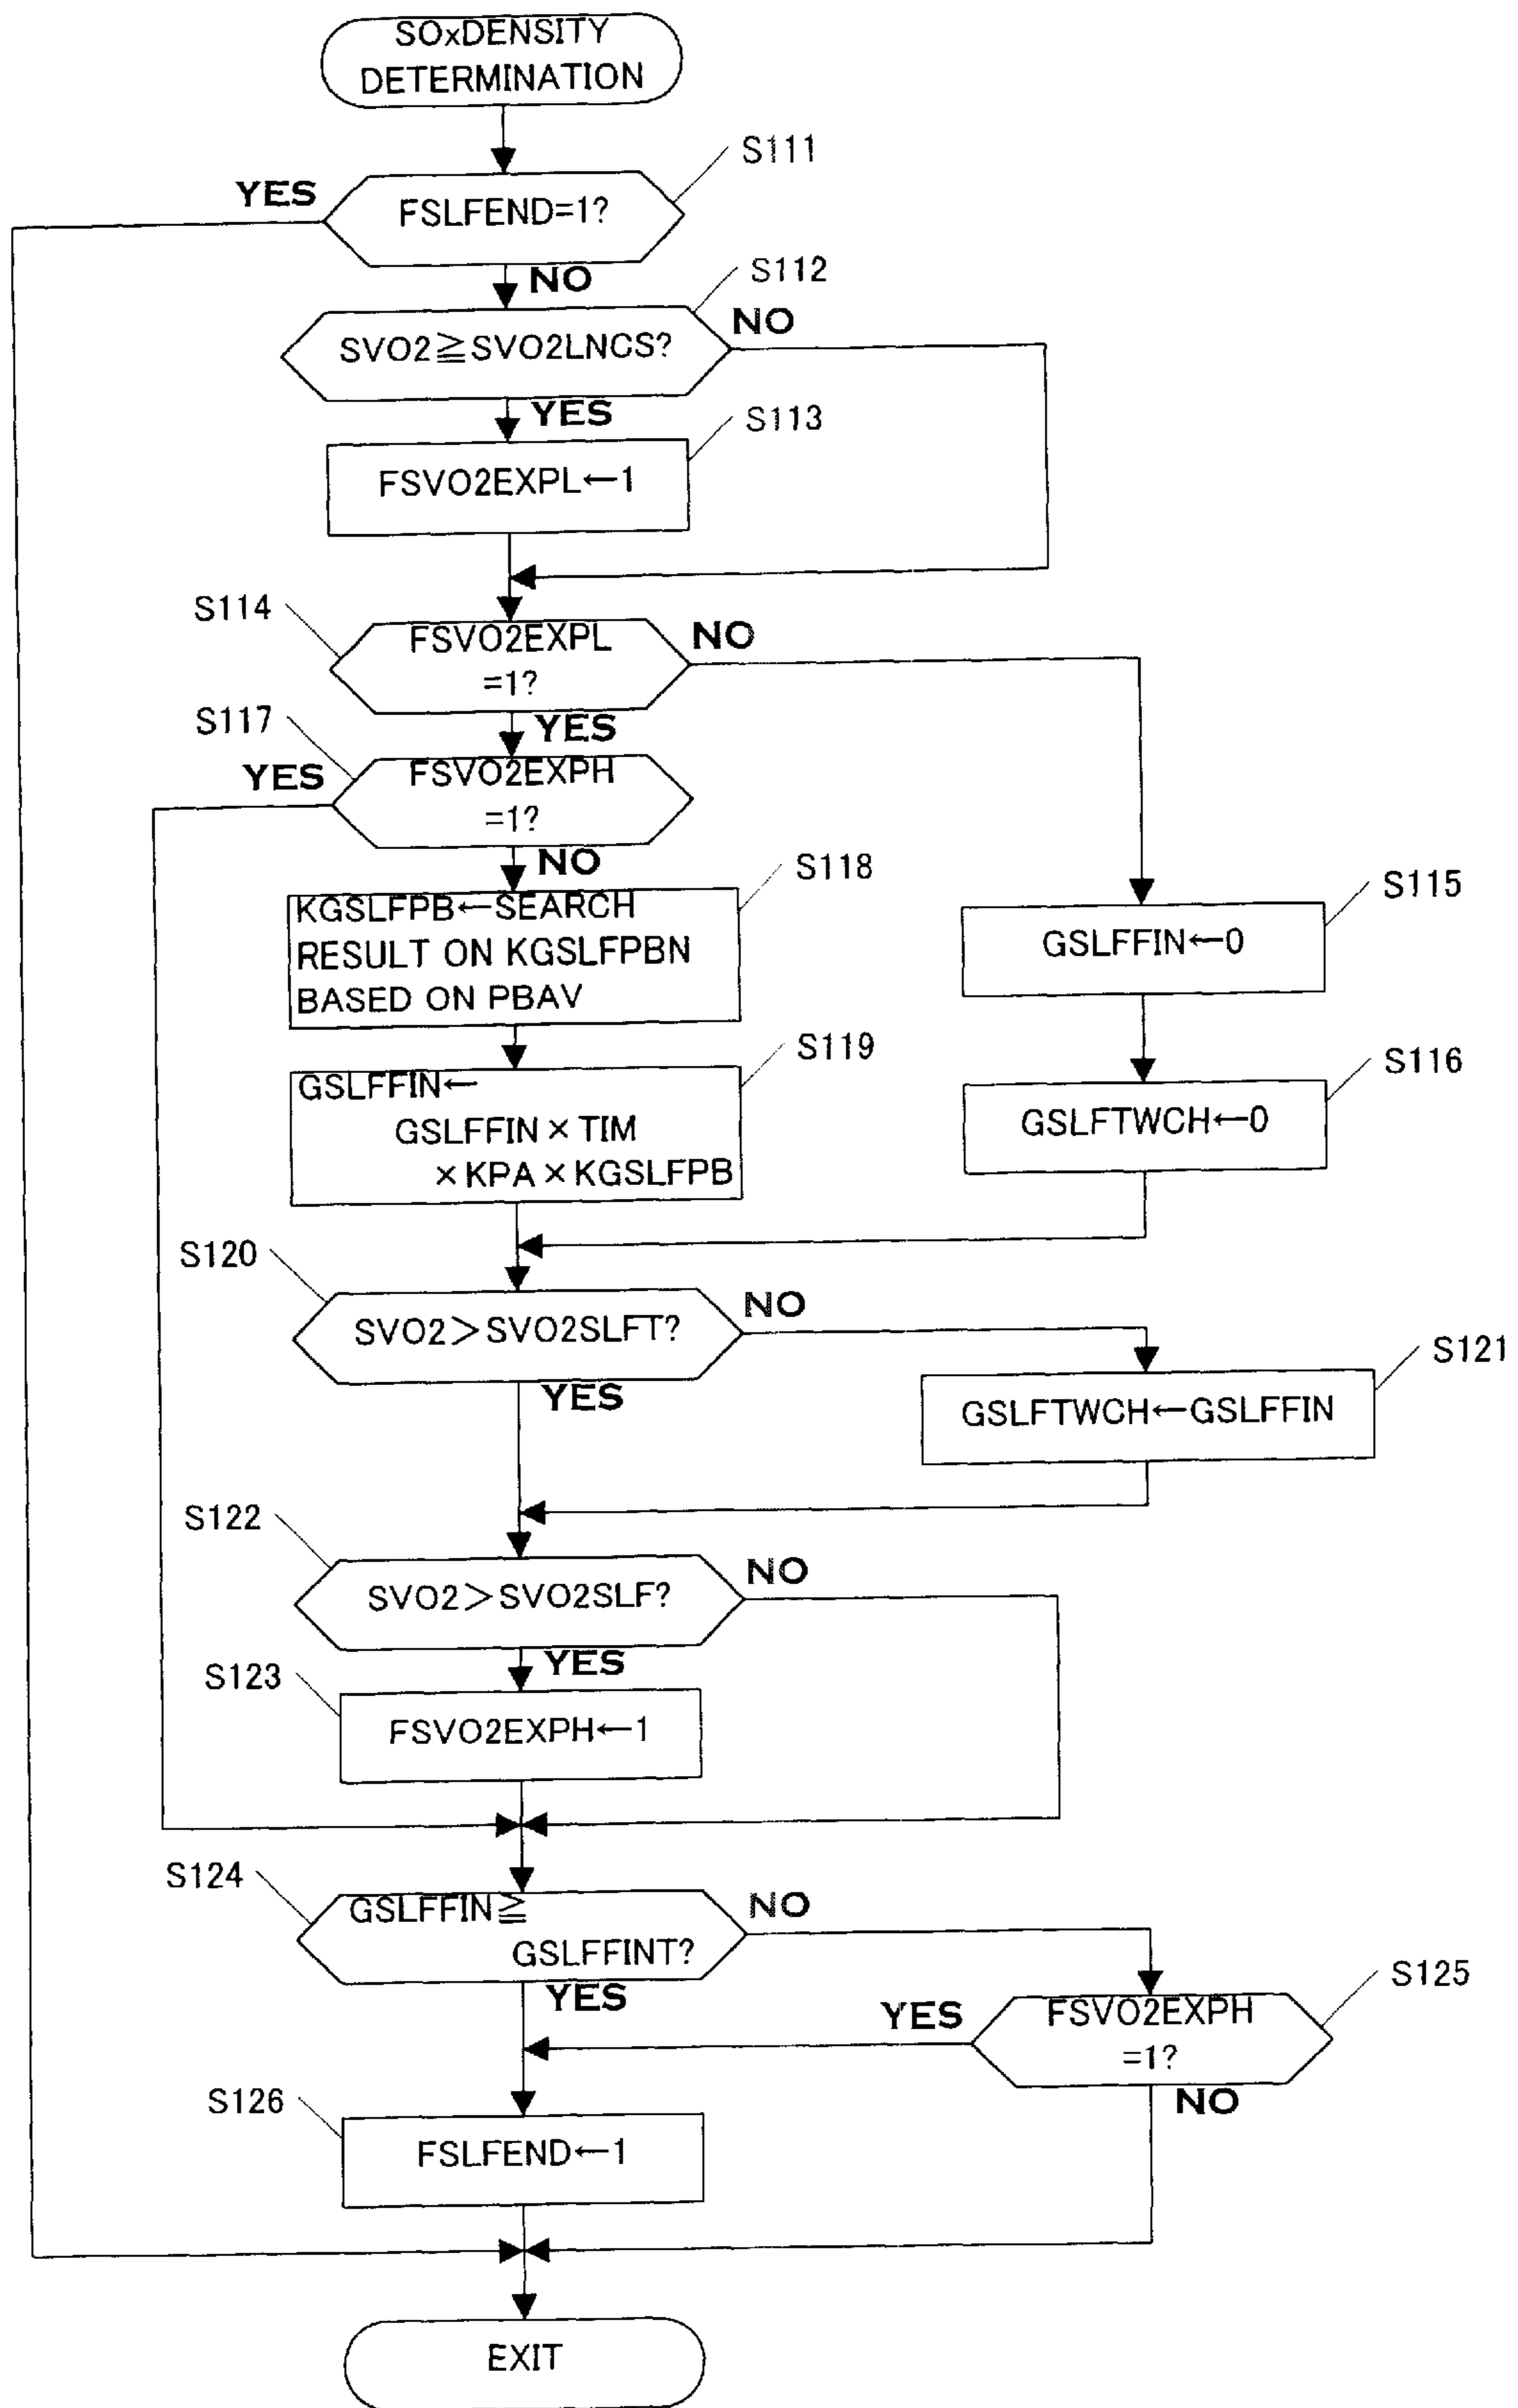 SOxDENSITY
DETERMINATION
S111
YES
FSLFEND=1?
NO
S112
SVO2≧SVO2LNCS?
NO
YES
S113
FSVO2EXPL←1
S114
FSVO2EXPL
=1?
NO
YES
S117
YES
FSVO2EXPH
=1?
NO
S118
KGSLFPB←SEARCH
RESULT ON KGSLFPBN
BASED ON PBAV
S115
GSLFFIN←0
S119
GSLFFIN←
GSLFFIN×TIM
×KPA×KGSLFPB
S116
GSLFTWCH←0
S120
SVO2>SVO2SLFT?
NO
YES
S121
GSLFTWCH←GSLFFIN
S122
SVO2>SVO2SLF?
NO
YES
S123
FSVO2EXPH←1
S124
GSLFFIN≧
GSLFFINT?
NO
YES
S125
YES
FSVO2EXPH
=1?
NO
S126
FSLFEND←1
EXIT